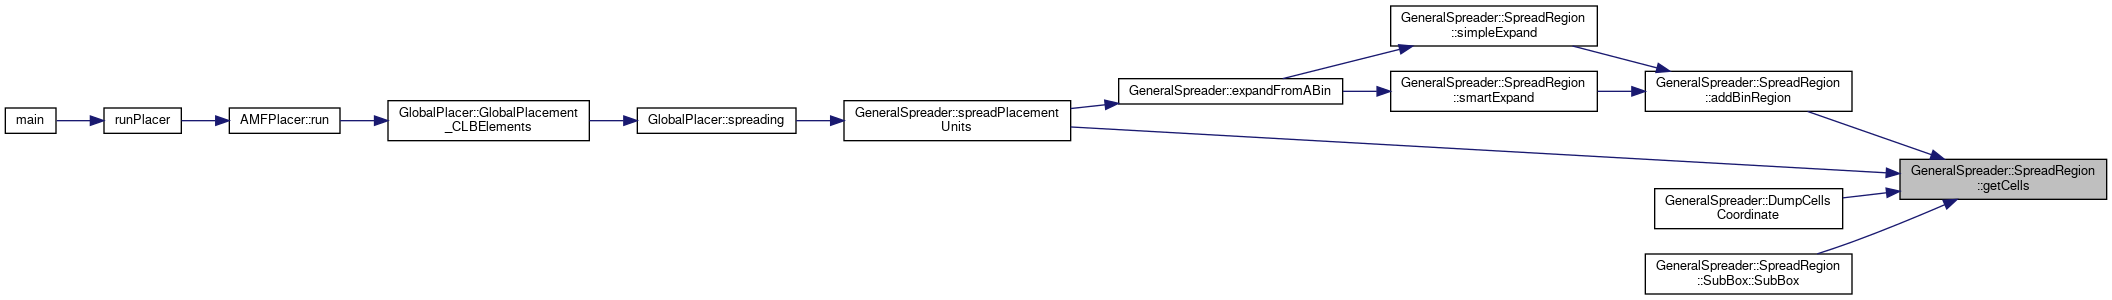 main
runPlacer
AMFPlacer::run
GlobalPlacer::GlobalPlacement
_CLBElements
GlobalPlacer::spreading
GeneralSpreader::spreadPlacement
Units
GeneralSpreader::expandFromABin
GeneralSpreader::SpreadRegion
::simpleExpand
GeneralSpreader::SpreadRegion
::smartExpand
GeneralSpreader::SpreadRegion
::addBinRegion
GeneralSpreader::SpreadRegion
::getCells
GeneralSpreader::DumpCells
Coordinate
GeneralSpreader::SpreadRegion
::SubBox::SubBox